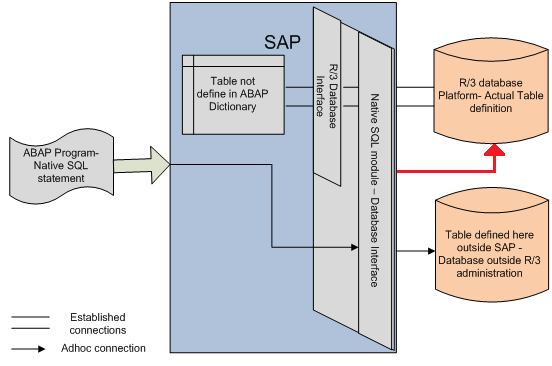 SAP
Table not
define in ABAP
Dictionary
R/3 Database
Interface
Native SQL module – Database Interface
R/3 database
Platform- Actual Table
definition
ABAP Program-
Native SQL
statement
Table defined here
outside SAP -
Database outside R/3
administration
Established
connections
Adhoc connection